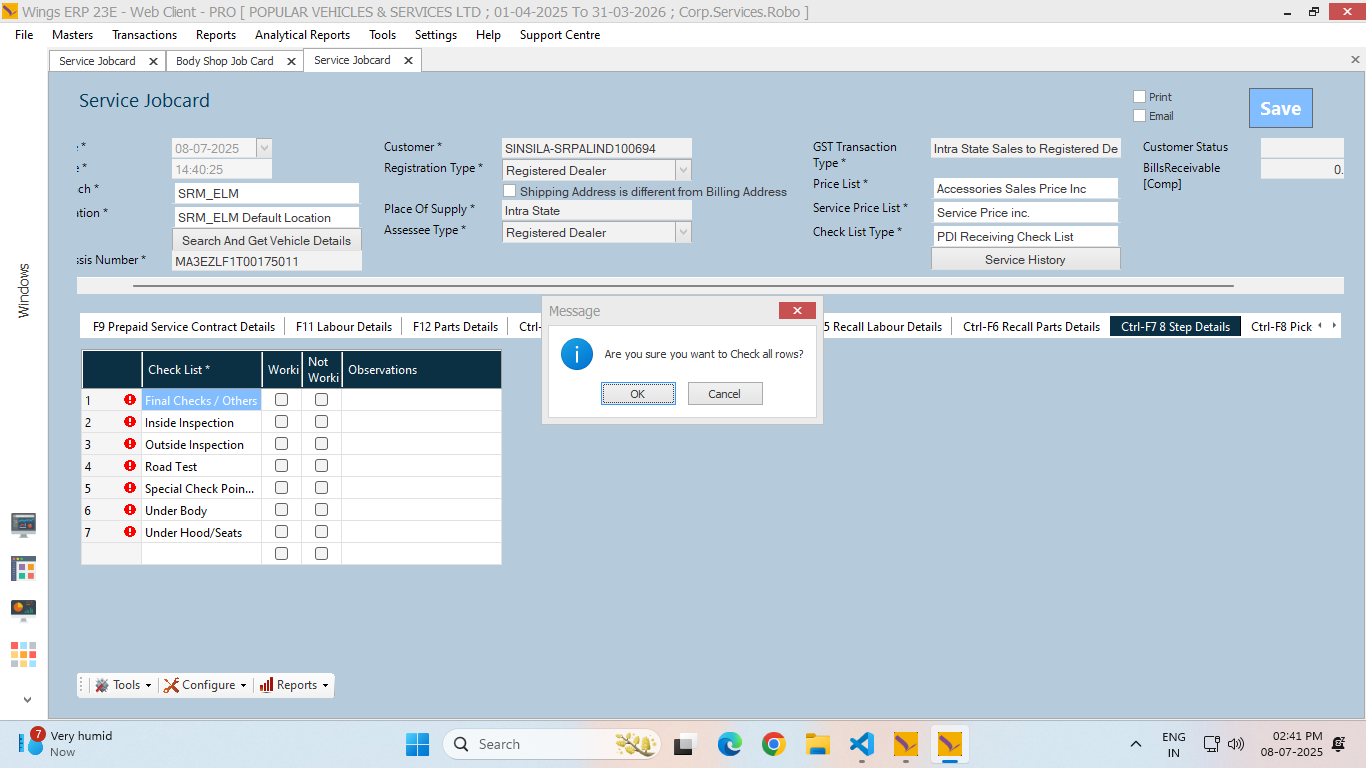 Wings ERP 23E - Web Client - PRO [ POPULAR VEHICLES & SERVICES LTD ; 01-04-2025 To 31-03-2026 ; Corp.Services.Robo ]
File Masters Transactions Reports Analytical Reports Tools Settings Help Support Centre
Service Jobcard Body Shop Job Card Service Jobcard
Service Jobcard
Print
Email
Save
Windows
* 08-07-2025
* 14:40:25
ch * SRM_ELM
ation * SRM_ELM Default Location
Search And Get Vehicle Details
ssis Number * MA3EZLF1T00175011
Customer * SINSILA-SRPALIND100694
Registration Type * Registered Dealer
Shipping Address is different from Billing Address
Place Of Supply * Intra State
Assessee Type * Registered Dealer
GST Transaction Type * Intra State Sales to Registered De
Price List * Accessories Sales Price Inc
Service Price List * Service Price inc.
Check List Type * PDI Receiving Check List
Service History
Customer Status
BillsReceivable [Comp] 0.
F9 Prepaid Service Contract Details F11 Labour Details F12 Parts Details Ctrl- 5 Recall Labour Details Ctrl-F6 Recall Parts Details Ctrl-F7 8 Step Details Ctrl-F8 Pick
Message
Are you sure you want to Check all rows?
OK Cancel
Check List * Worki Not Worki Observations
1 Final Checks / Others
2 Inside Inspection
3 Outside Inspection
4 Road Test
5 Special Check Poin...
6 Under Body
7 Under Hood/Seats
Tools Configure Reports
7 Very humid
Now
Search
ENG
IN
02:41 PM
08-07-2025